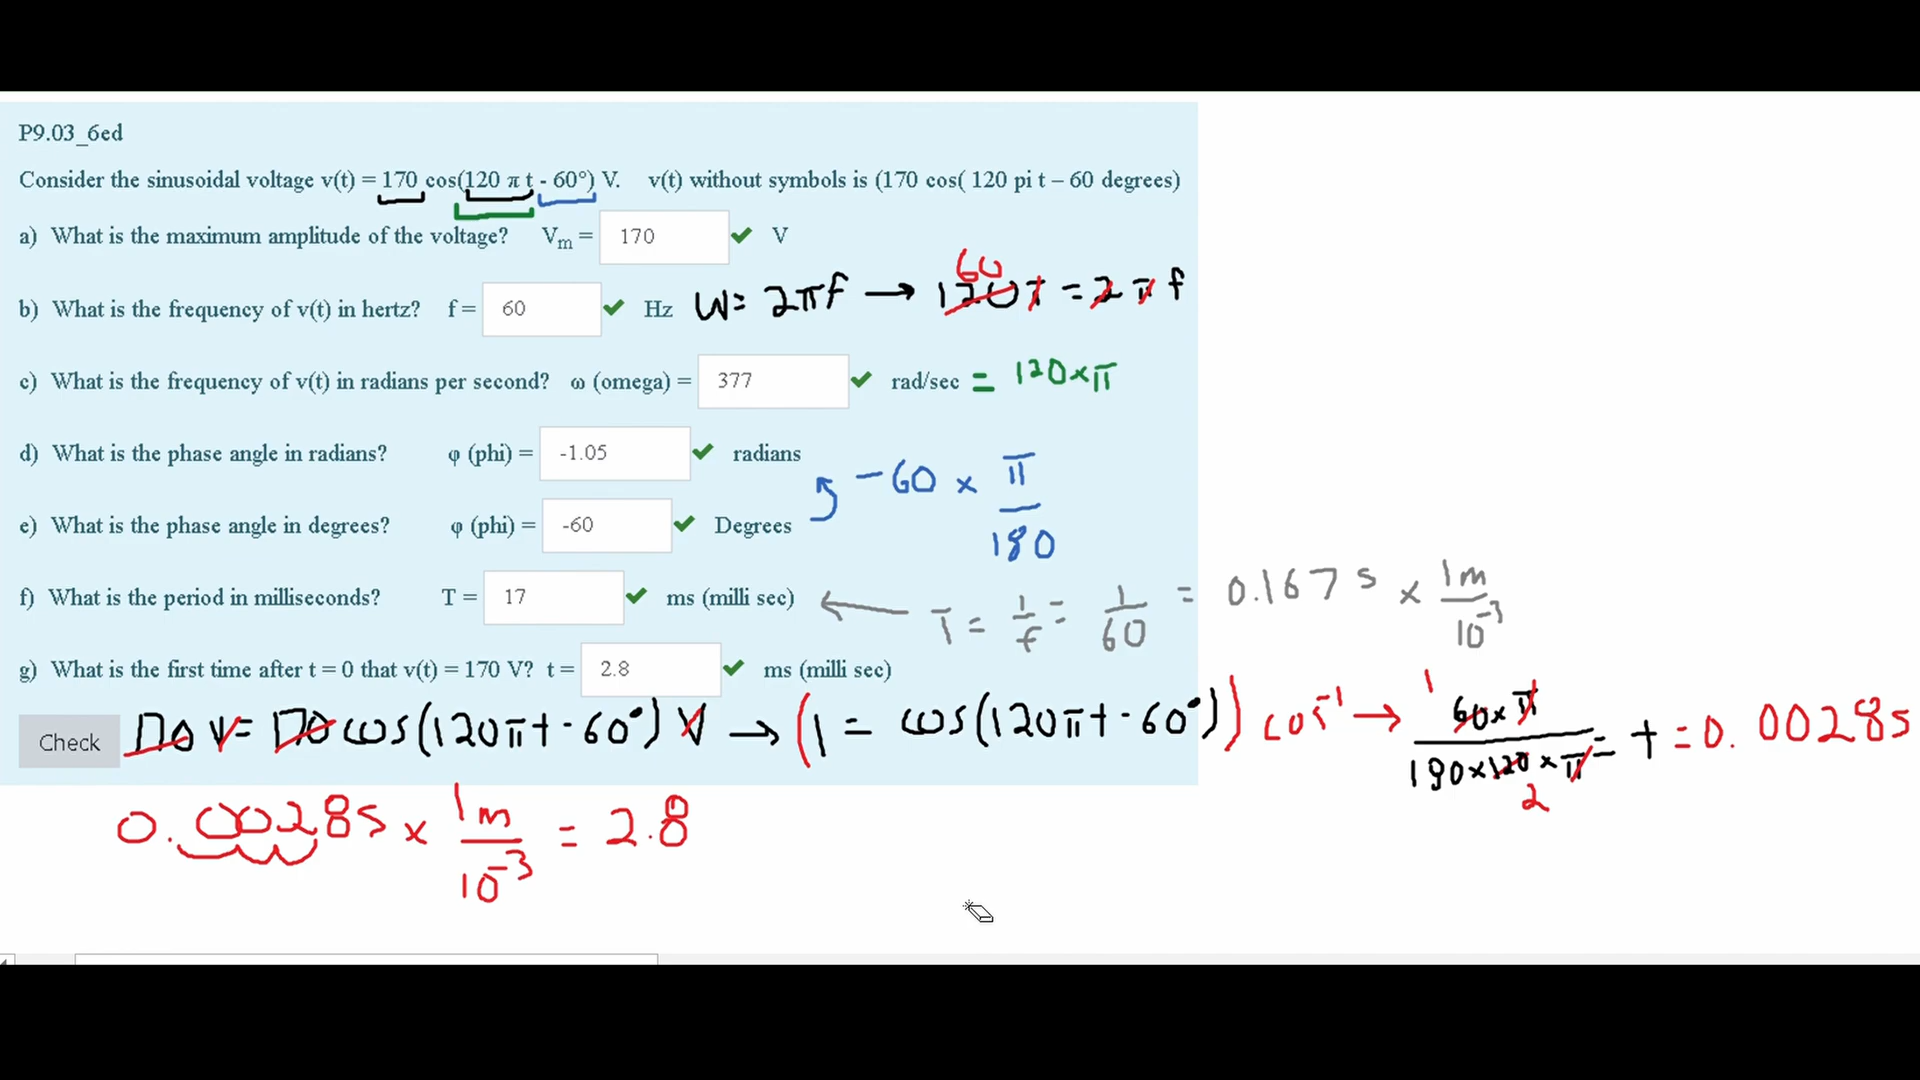 P9.03_6ed
Consider the sinusoidal voltage v(t) = 170 cos(120 π t - 60°) V. v(t) without symbols is (170 cos( 120 pi t – 60 degrees)
a) What is the maximum amplitude of the voltage? Vm = 170 V
b) What is the frequency of v(t) in hertz? f = 60 Hz W = 2πf → 120π = 2πf
60
c) What is the frequency of v(t) in radians per second? ω (omega) = 377 rad/sec = 120×π
d) What is the phase angle in radians? φ (phi) = -1.05 radians
-60 × π/180
e) What is the phase angle in degrees? φ (phi) = -60 Degrees
f) What is the period in milliseconds? T = 17 ms (milli sec) T = 1/f = 1/60 = 0.167 s × 1m/10⁻³
g) What is the first time after t = 0 that v(t) = 170 V? t = 2.8 ms (milli sec)
Check 170 V = 170 cos(120πt - 60°) V → (1 = cos(120πt - 60°)) cos⁻¹ → 1 60×π/180×120×π 2 = t = 0.0028s
0.0028s × 1m/10⁻³ = 2.8